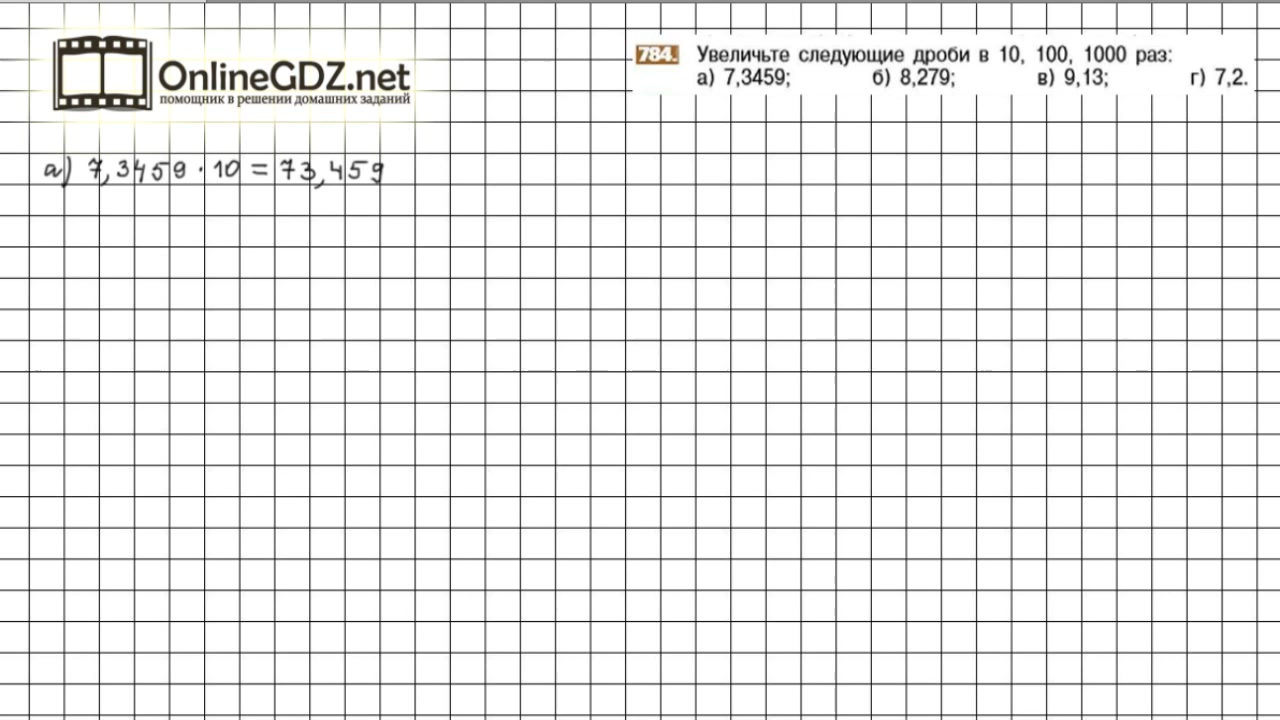 OnlineGDZ.net
помощник в решении домашних заданий
784. Увеличьте следующие дроби в 10, 100, 1000 раз:
а) 7,3459; б) 8,279; в) 9,13; г) 7,2.
а) 7,3459 · 10 = 73,459